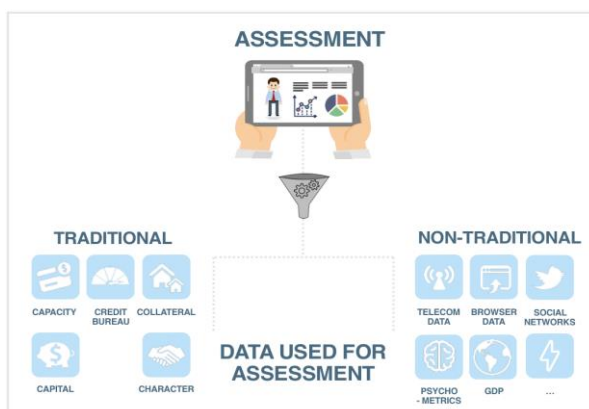 ASSESSMENT
TRADITIONAL
NON-TRADITIONAL
CAPACITY
CREDIT
BUREAU
COLLATERAL
TELECOM
DATA
BROWSER
DATA
SOCIAL
NETWORKS
CAPITAL
CHARACTER
DATA USED FOR
ASSESSMENT
PSYCHO
- METRICS
GDP
...